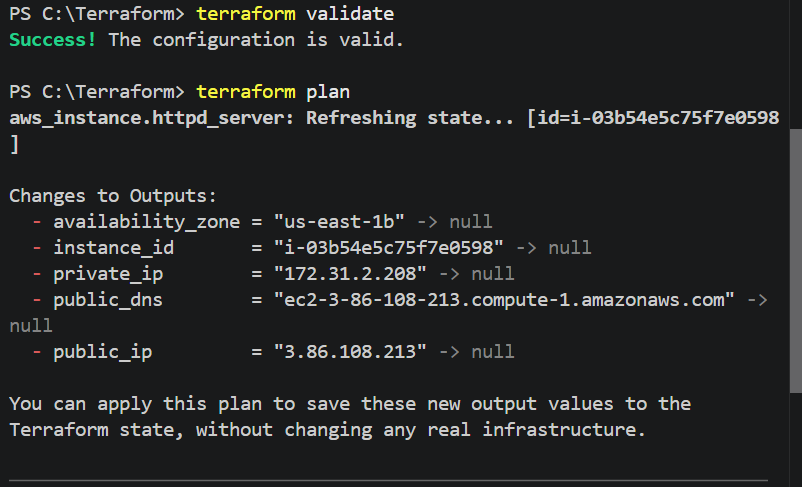 PS C:\Terraform> terraform validate
Success! The configuration is valid.
PS C:\Terraform> terraform plan
aws_instance.httpd_server: Refreshing state... [id=i-03b54e5c75f7e0598
]
Changes to Outputs:
  - availability_zone = "us-east-1b" -> null
  - instance_id       = "i-03b54e5c75f7e0598" -> null
  - private_ip        = "172.31.2.208" -> null
  - public_dns        = "ec2-3-86-108-213.compute-1.amazonaws.com" ->
null
  - public_ip         = "3.86.108.213" -> null
You can apply this plan to save these new output values to the
Terraform state, without changing any real infrastructure.